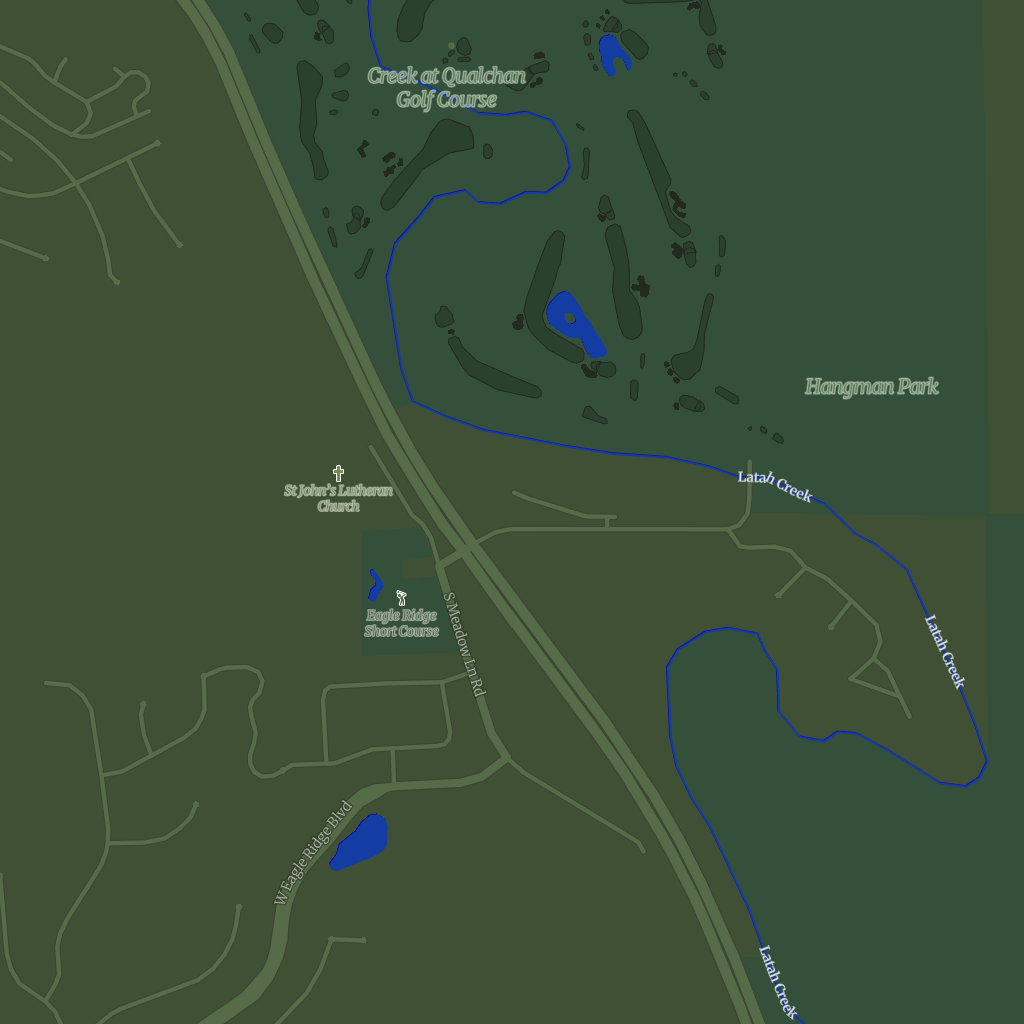 Creek at Qualchan
Golf Course
Hangman Park
St John's Lutheran
Church
Latah Creek
Eagle Ridge
Short Course
S Meadow Ln Rd
Latah Creek
W Eagle Ridge Blvd
Latah Creek